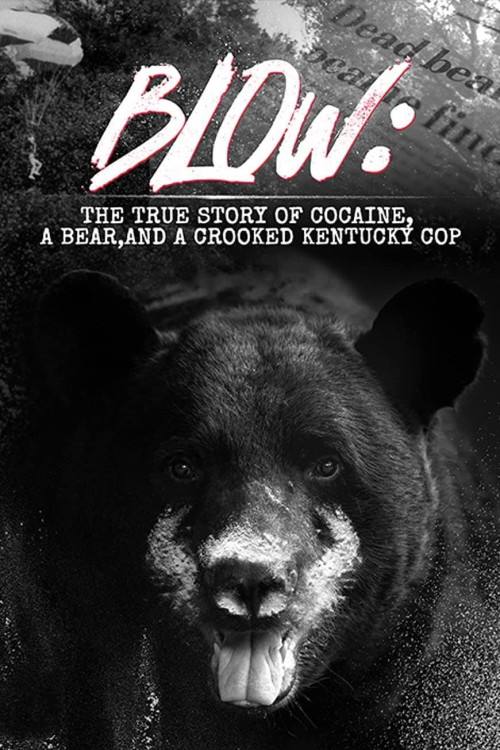 Dead bear
BLOW:
THE TRUE STORY OF COCAINE,
A BEAR,AND A CROOKED KENTUCKY COP